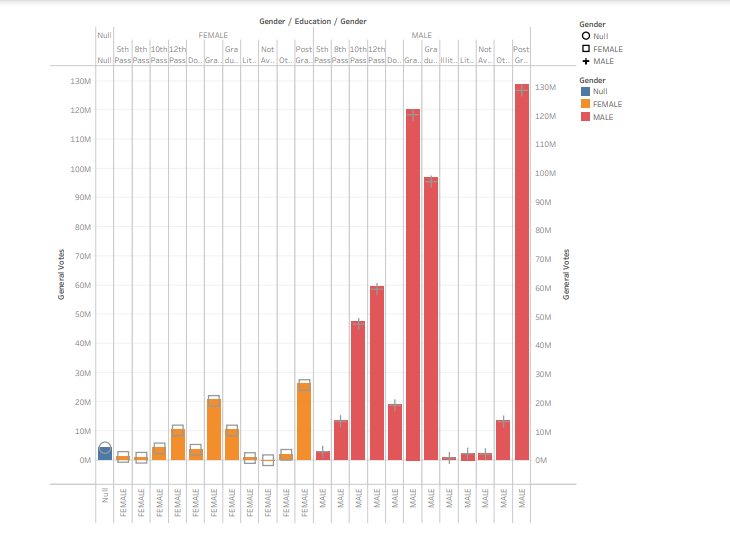 Gender / Education / Gender
Null FEMALE MALE
5th 8th 10th 12th Gra Not Post 5th 8th 10th 12th Gra Not Post
Null Pass Pass Pass Pass Do.. Gra.. du.. Lit.. Av.. Ot.. Gra.. Pass Pass Pass Pass Do.. Gra.. du.. Illit.. Lit.. Av.. Ot.. Gr..
130M
120M
110M
100M
90M
80M
70M
60M
50M
40M
30M
20M
10M
0M
General Votes
130M
120M
110M
100M
90M
80M
70M
60M
50M
40M
30M
20M
10M
0M
General Votes
Null FEMALE FEMALE FEMALE FEMALE FEMALE FEMALE FEMALE FEMALE FEMALE FEMALE FEMALE MALE MALE MALE MALE MALE MALE MALE MALE MALE MALE MALE MALE
Gender
Null
FEMALE
MALE
Gender
Null
FEMALE
MALE